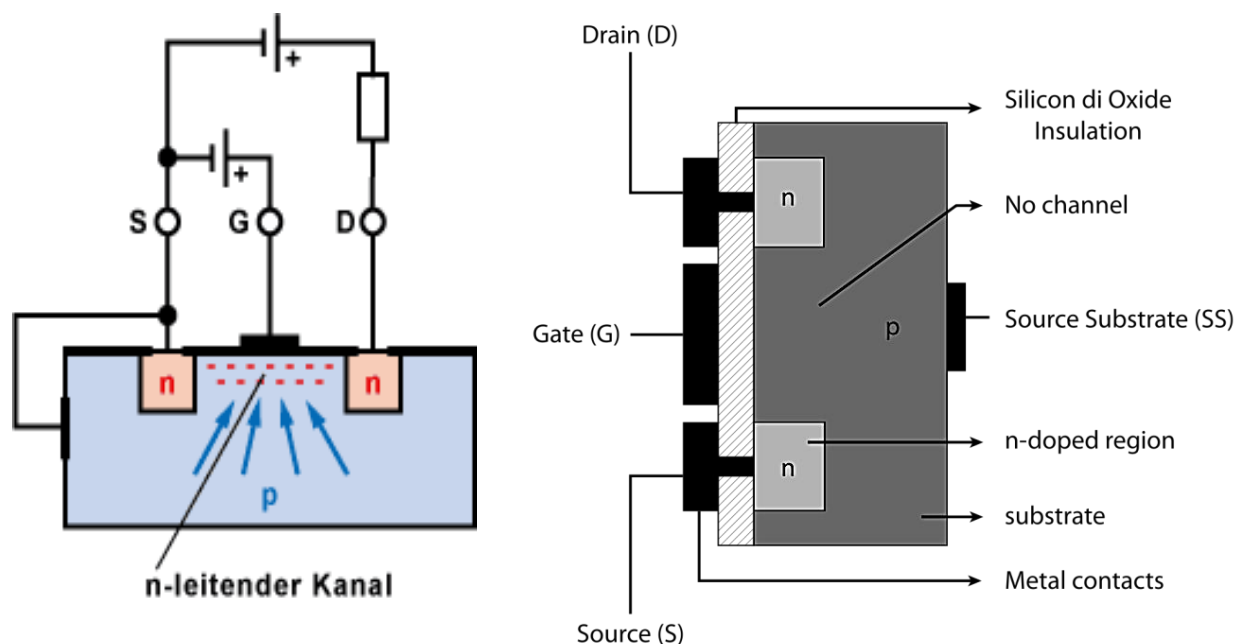 +
+
S
G
D
n
n
p
n-leitender Kanal
Drain (D)
Silicon di Oxide
Insulation
n
No channel
p
Gate (G)
Source Substrate (SS)
n
n-doped region
substrate
Metal contacts
Source (S)